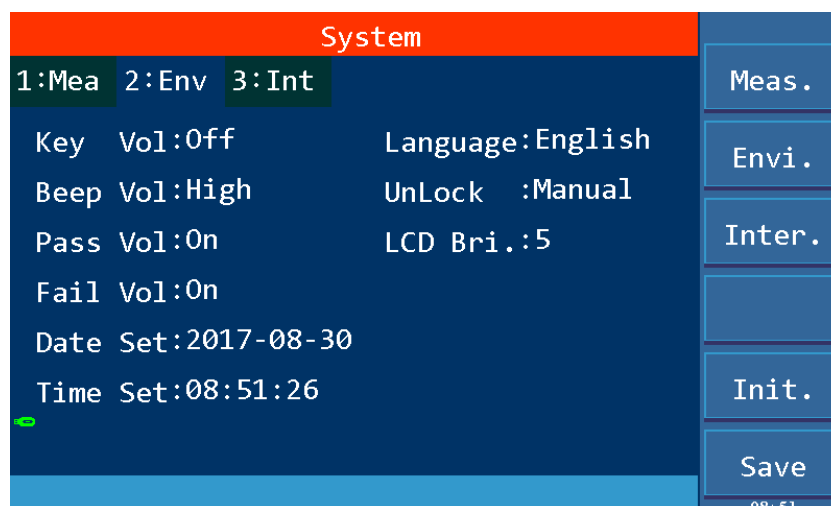 System
1:Mea 2:Env 3:Int
Key Vol:Off
Language:English
Beep Vol:High
UnLock :Manual
Pass Vol:On
LCD Bri.:5
Fail Vol:On
Date Set:2017-08-30
Time Set:08:51:26
Meas.
Envi.
Inter.
Init.
Save
08:51